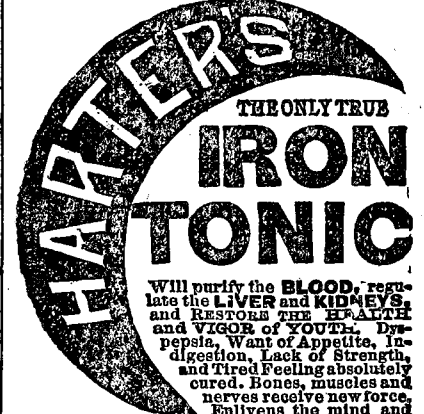 HARTER'S
THE ONLY TRUE
IRON
TONIC
Will purify the BLOOD, regu-
late the LIVER and KIDNEYS,
and RESTORE THE HEALTH
and VIGOR of YOUTH. Dys-
pepsia, Want of Appetite, In-
digestion, Lack of Strength,
and Tired Feeling absolutely
cured. Bones, muscles and
nerves receive new force.
Enlivens the mind and